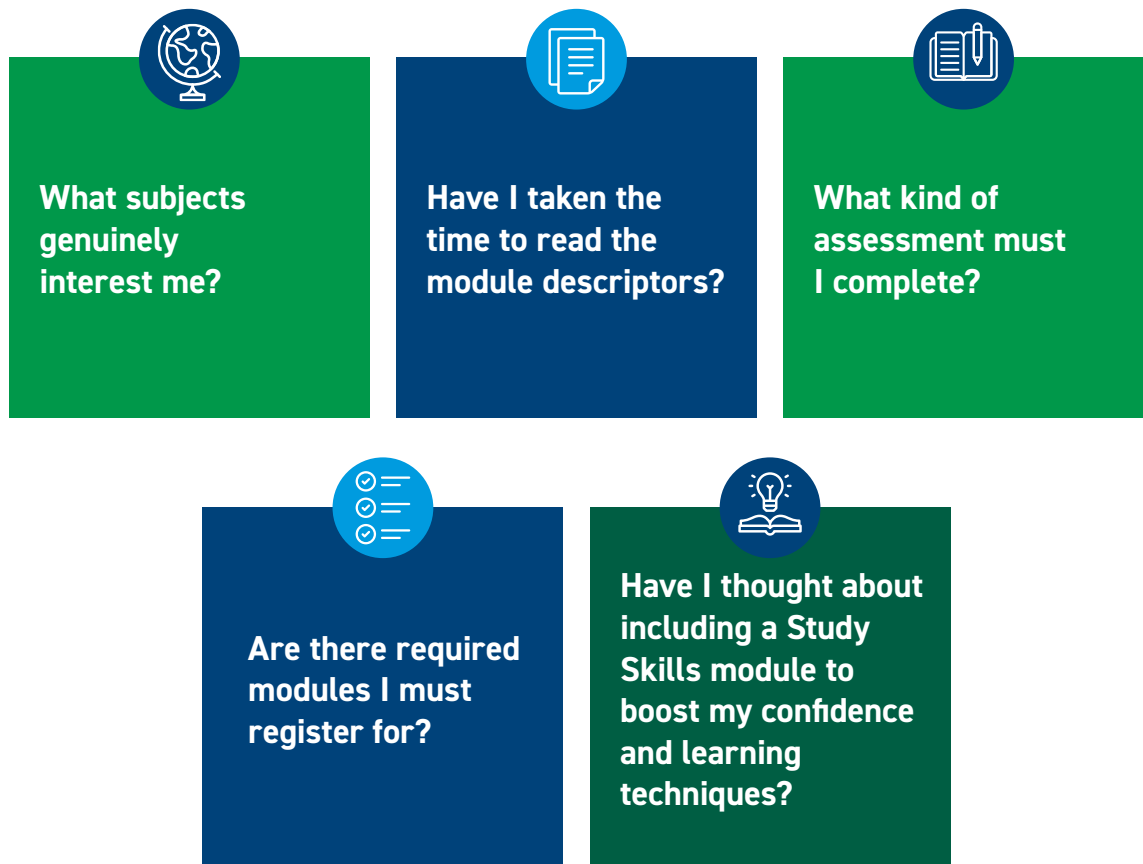 What subjects
genuinely
interest me?
Have I taken the
time to read the
module descriptors?
What kind of
assessment must
I complete?
Are there required
modules I must
register for?
Have I thought about
including a Study
Skills module to
boost my confidence
and learning
techniques?